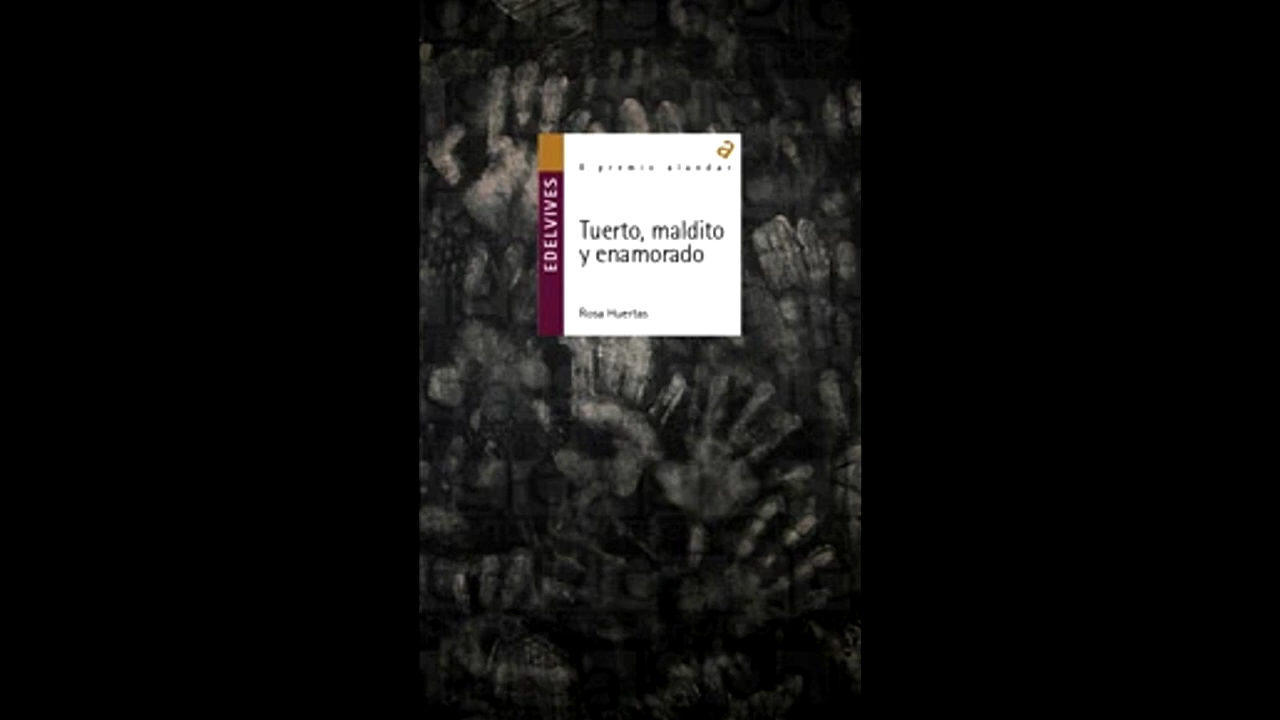 premio alandar
EDELVIVES
Tuerto, maldito
y enamorado
Rosa Huertas